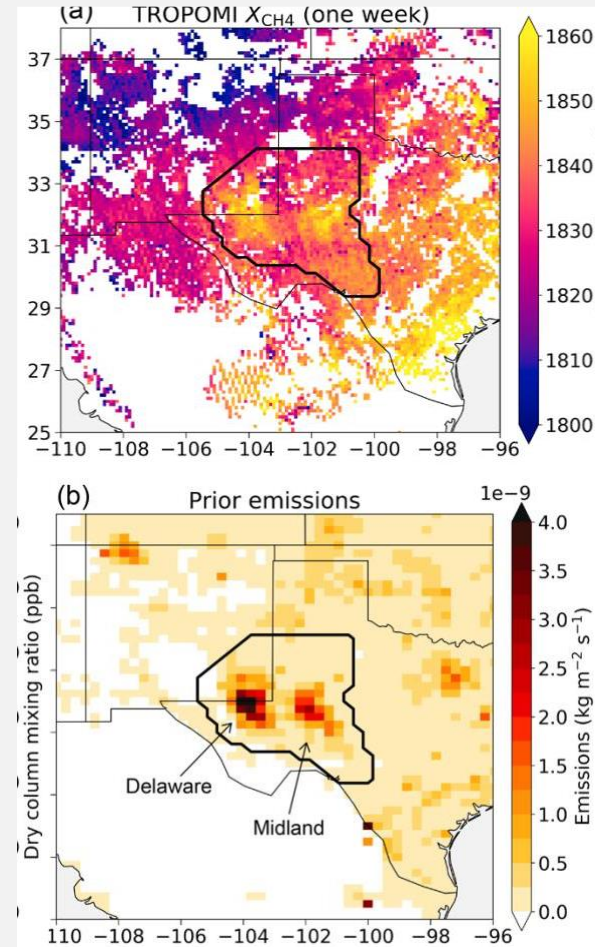 (a) TROPOMI XCH4 (one week)
1860
1850
1840
1830
1820
1810
1800
37
35
33
31
29
27
25
−110 −108 −106 −104 −102 −100 −98 −96
Dry column mixing ratio (ppb)
(b) Prior emissions
1e−9
4.0
3.5
3.0
2.5
2.0
1.5
1.0
0.5
0.0
Emissions (kg m−2 s−1)
Delaware
Midland
110 −108 −106 −104 −102 −100 −98 −96